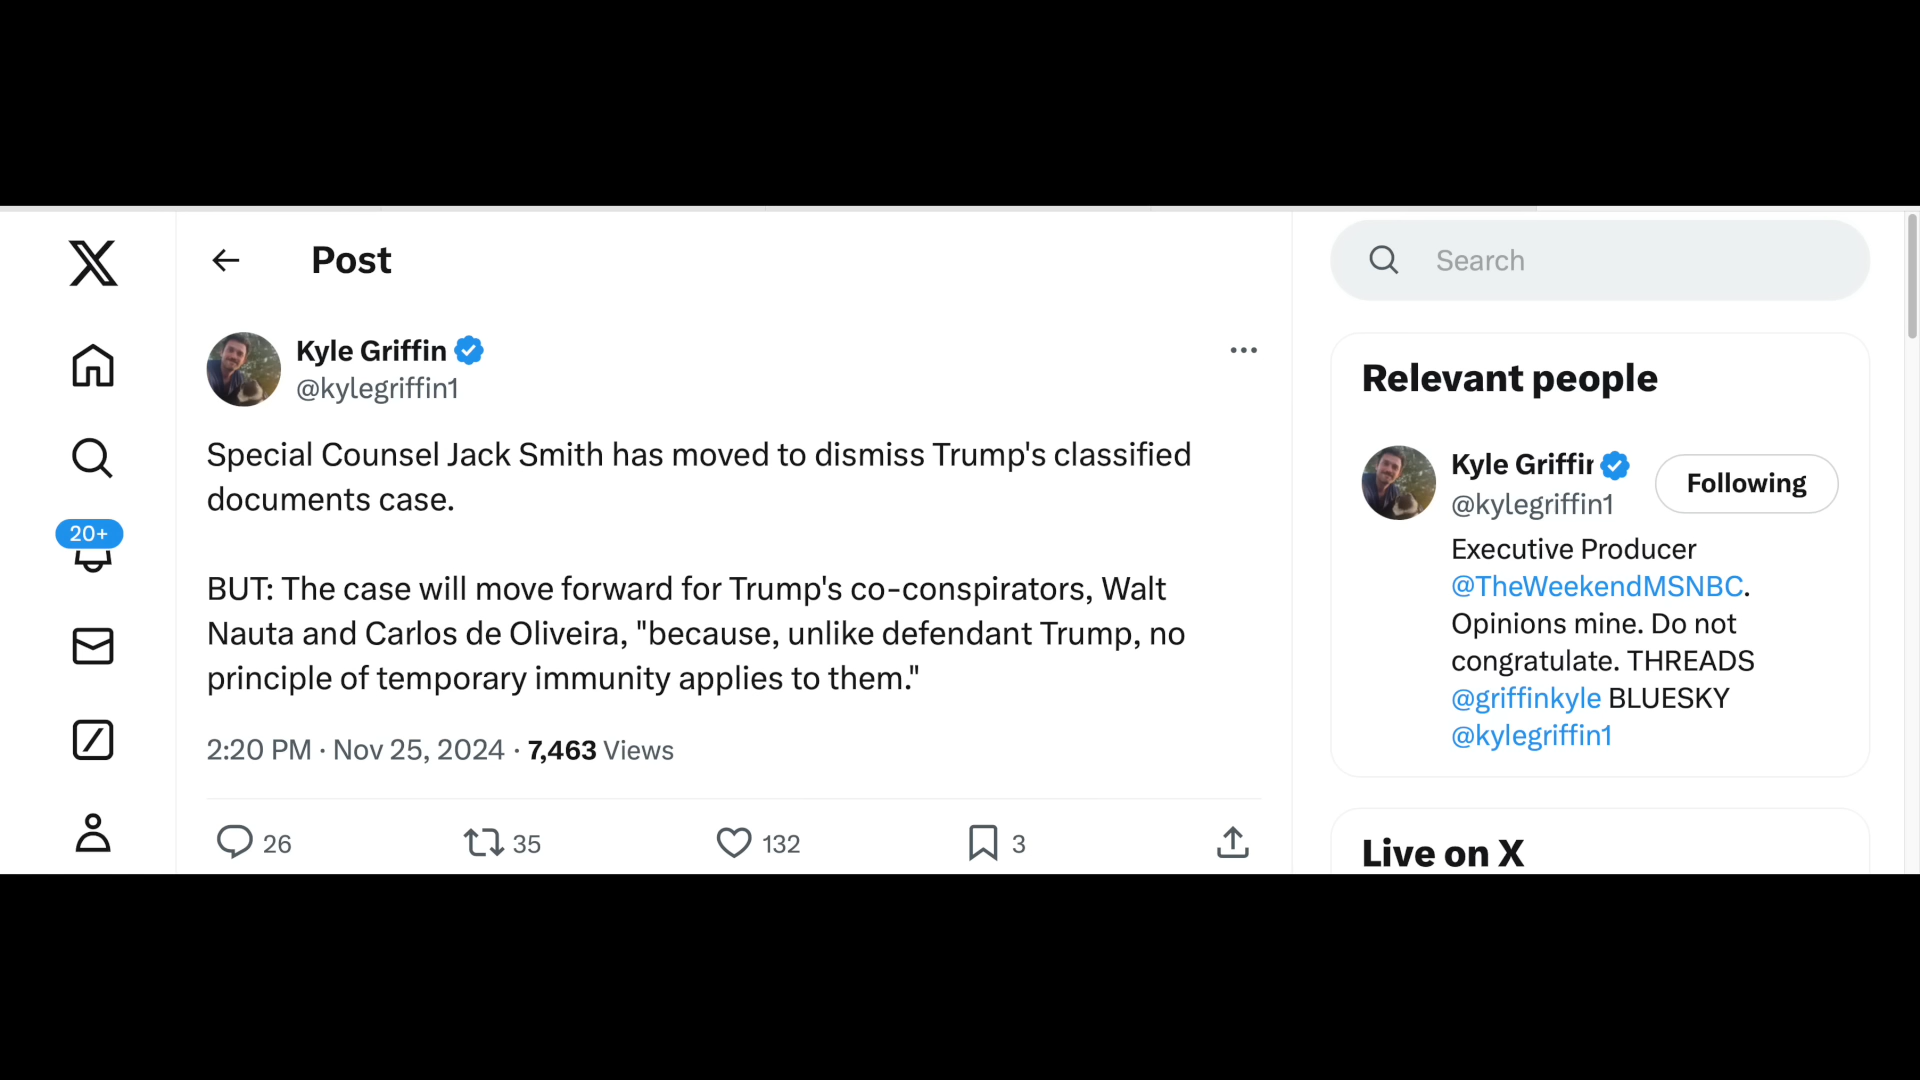 Post
Search
Kyle Griffin
@kylegriffin1
Special Counsel Jack Smith has moved to dismiss Trump's classified
documents case.
BUT: The case will move forward for Trump's co-conspirators, Walt
Nauta and Carlos de Oliveira, "because, unlike defendant Trump, no
principle of temporary immunity applies to them."
2:20 PM · Nov 25, 2024 · 7,463 Views
26 35 132 3
20+
Relevant people
Kyle Griffin
@kylegriffin1
Following
Executive Producer
@TheWeekendMSNBC.
Opinions mine. Do not
congratulate. THREADS
@griffinkyle BLUESKY
@kylegriffin1
Live on X